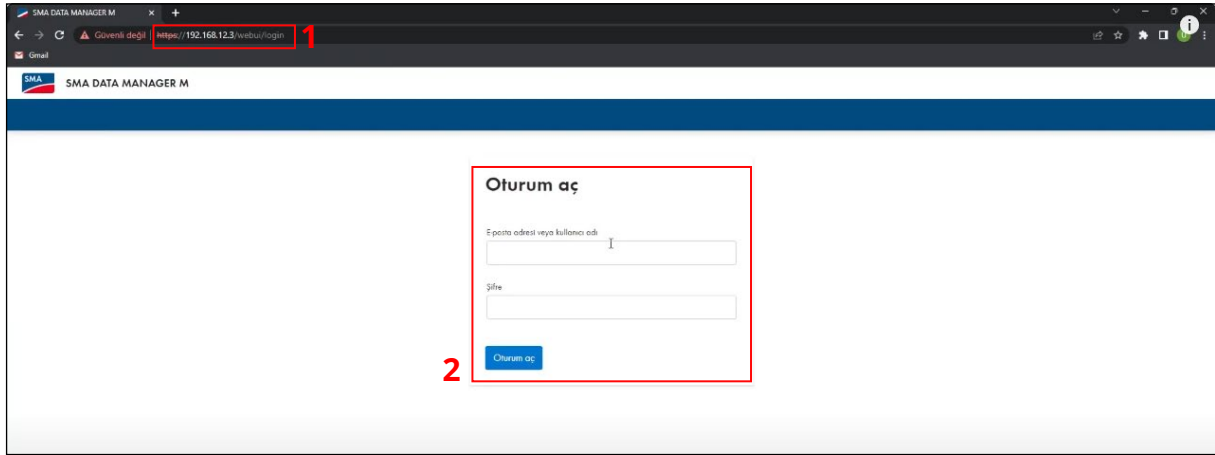 SMA DATA MANAGER M
Güvenli değil https://192.168.12.3/webui/login 1
Gmail
SMA SMA DATA MANAGER M
Oturum aç
E-posta adresi veya kullanıcı adı
Şifre
Oturum aç
2